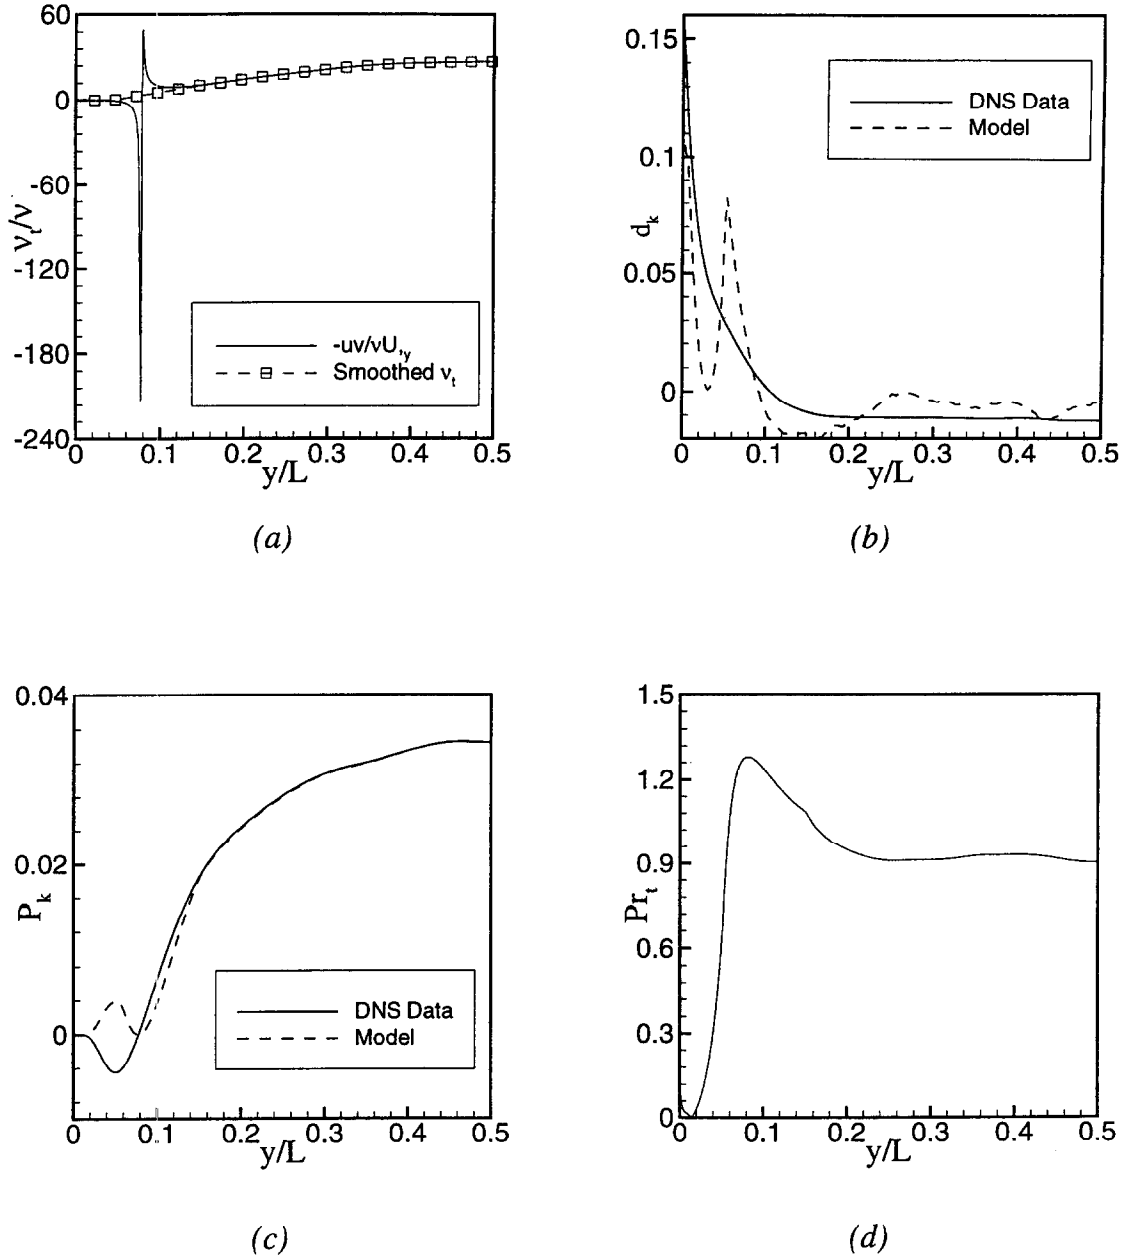 60
0
-60
-120
-180
-240
ν_t/ν
-uv/νU,_y
Smoothed ν_t
0 0.1 0.2 0.3 0.4 0.5
y/L
(a)
0.15
0.1
0.05
0
d_k
DNS Data
Model
0 0.1 0.2 0.3 0.4 0.5
y/L
(b)
0.04
0.02
0
P_k
DNS Data
Model
0 0.1 0.2 0.3 0.4 0.5
y/L
(c)
1.5
1.2
0.9
0.6
0.3
0
Pr_t
0 0.1 0.2 0.3 0.4 0.5
y/L
(d)